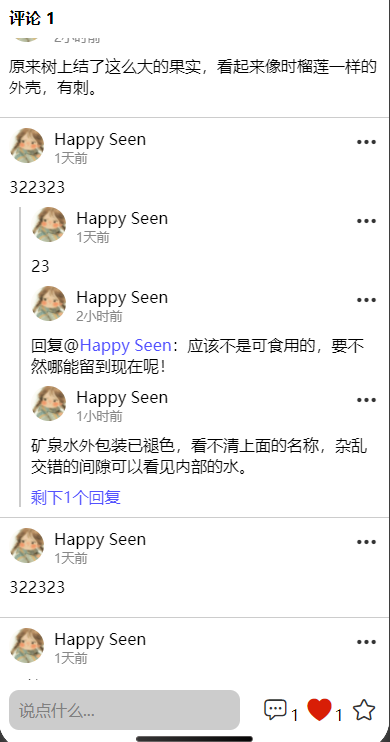 评论 1
2小时前
原来树上结了这么大的果实，看起来像时榴莲一样的
外壳，有刺。
Happy Seen
1天前
322323
Happy Seen
1天前
23
Happy Seen
2小时前
回复@Happy Seen：应该不是可食用的，要不
然哪能留到现在呢！
Happy Seen
1小时前
矿泉水外包装已褪色，看不清上面的名称，杂乱
交错的间隙可以看见内部的水。
剩下1个回复
Happy Seen
1天前
322323
Happy Seen
1天前
说点什么...
1 1